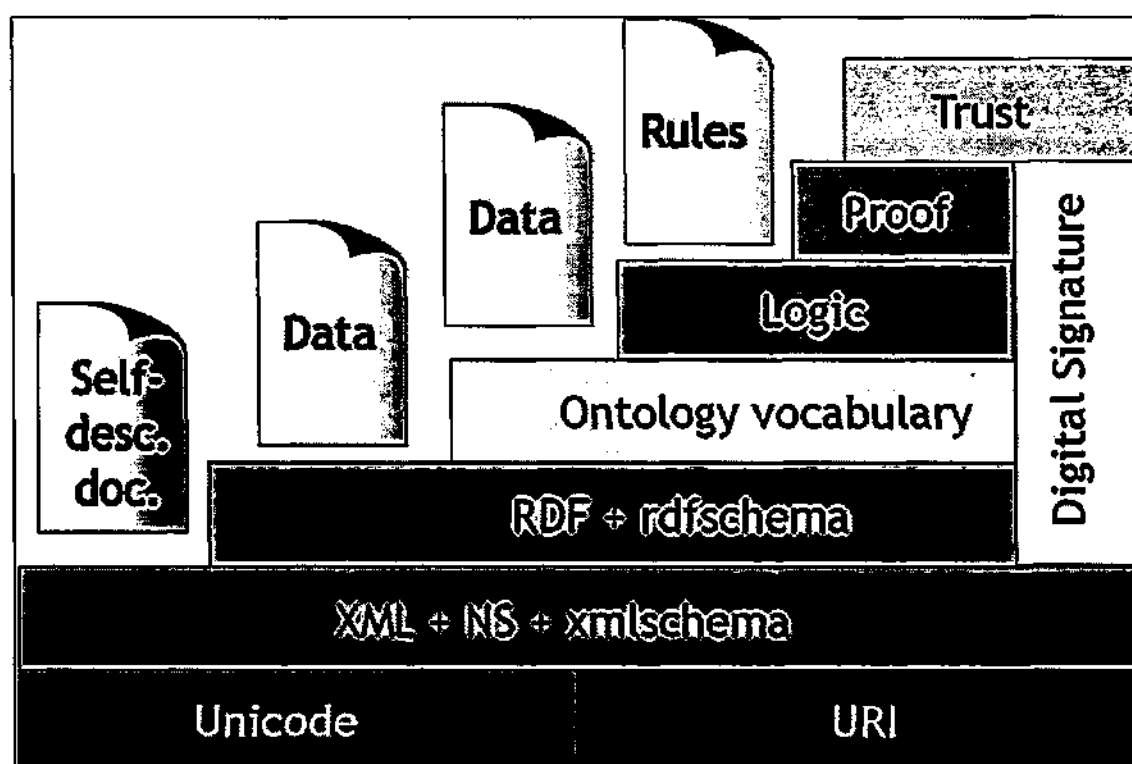 Rules
Trust
Data
Proof
Data
Logic
Self-
desc.
doc.
Ontology vocabulary
Digital Signature
RDF + rdfschema
XML + NS + xmlschema
Unicode
URI